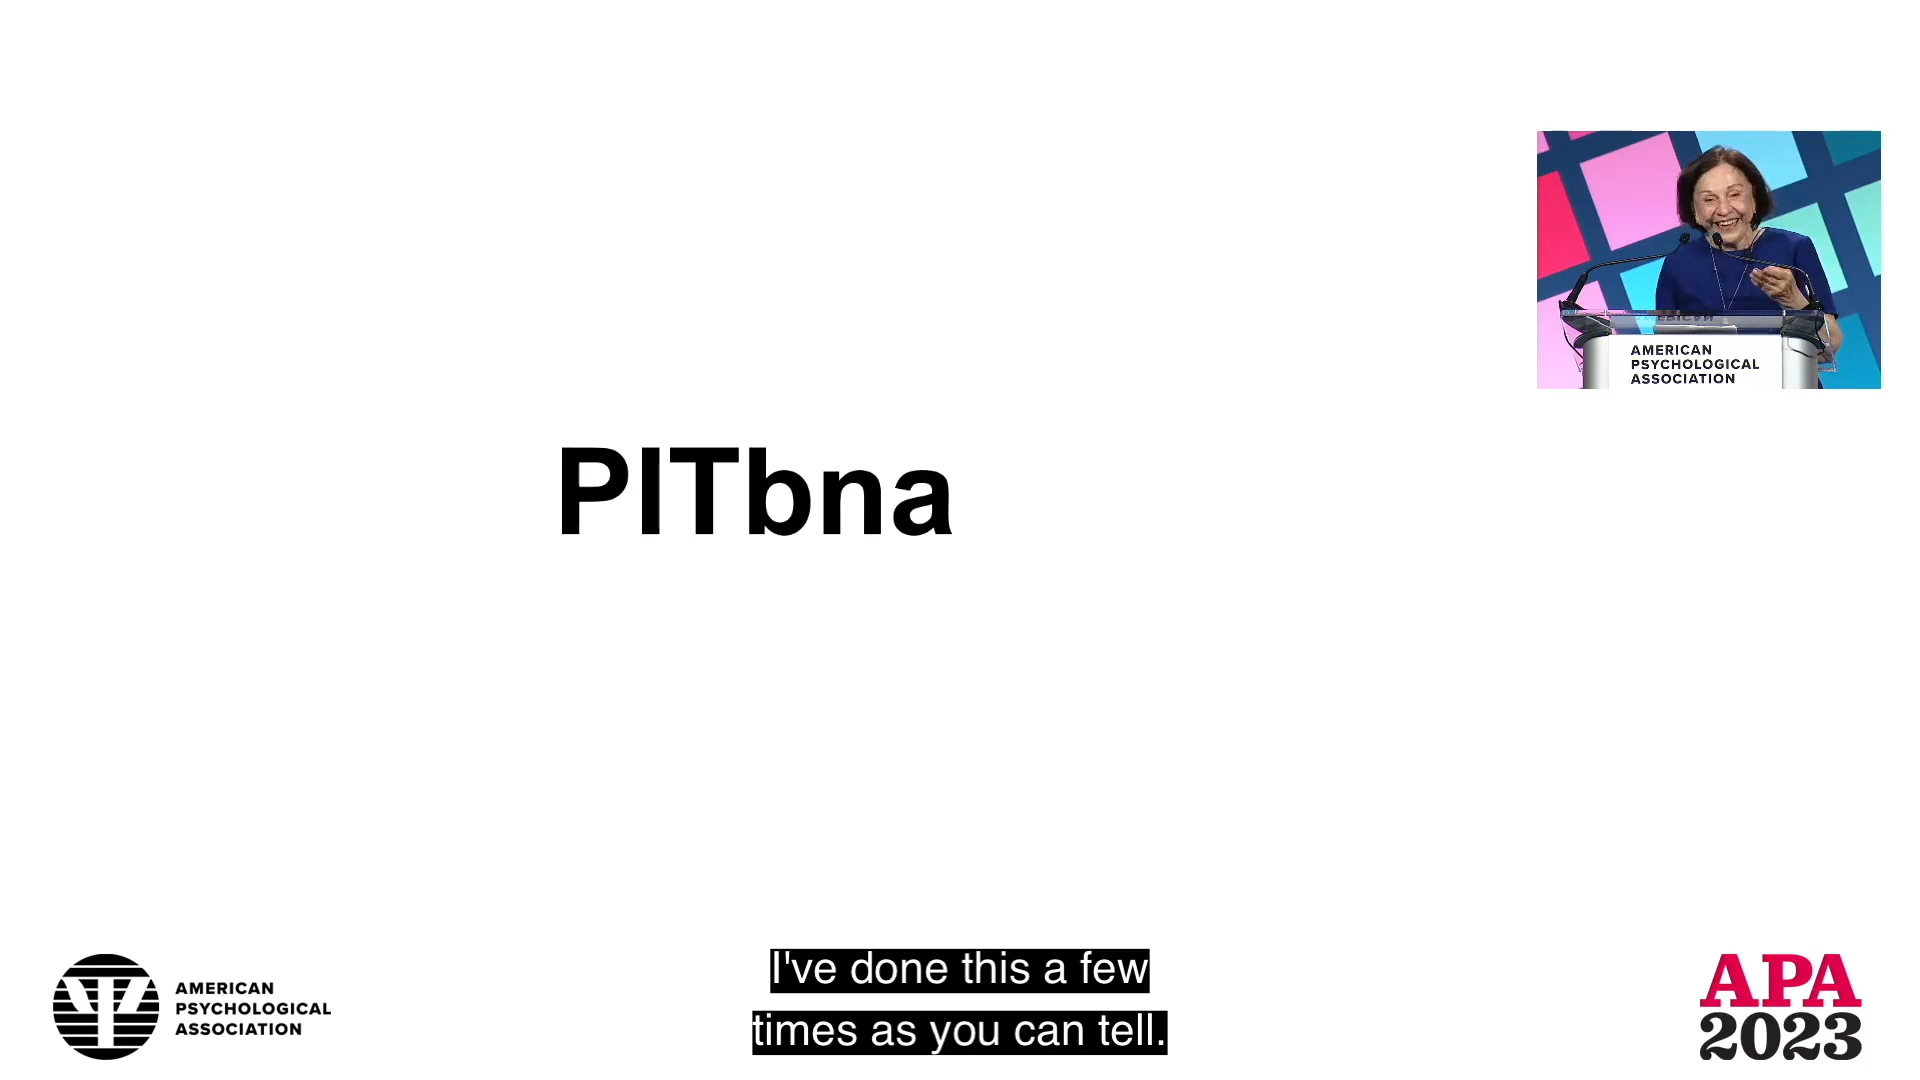 AMERICAN
PSYCHOLOGICAL
ASSOCIATION
PITbna
I've done this a few
times as you can tell.
AMERICAN
PSYCHOLOGICAL
ASSOCIATION
APA
2023